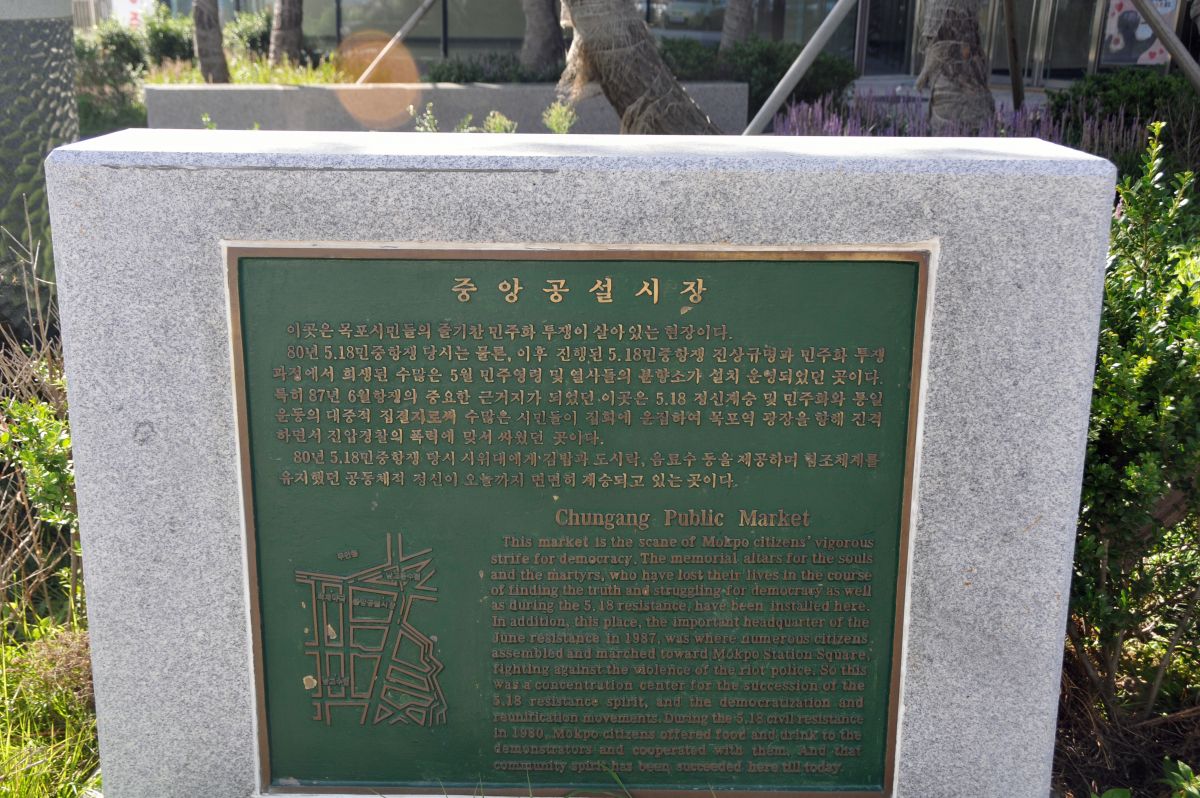 중앙공설시장
이곳은 목포시민들의 줄기찬 민주화 투쟁이 살아있는 현장이다.
80년 5.18민중항쟁 당시는 물론, 이후 진행된 5.18민중항쟁 진상규명과 민주화 투쟁
과정에서 희생된 수많은 5월 민주영령 및 열사들의 분향소가 설치 운영되었던 곳이다.
특히 87년 6월항쟁의 중요한 근거지가 되었던 이곳은 5.18 정신계승 및 민주화와 통일
운동의 대중적 집결지로써 수많은 시민들이 집회에 운집하여 목포역 광장을 향해 진격
하면서 진압경찰의 폭력에 맞서 싸웠던 곳이다.
80년 5.18민중항쟁 당시 시위대에게 김밥과 도시락, 음료수 등을 제공하며 협조체계를
유지했던 공동체적 정신이 오늘까지 면면히 계승되고 있는 곳이다.
Chungang Public Market
This market is the scane of Mokpo citizens' vigorous
strife for democracy. The memorial altars for the souls
and the martyrs, who have lost their lives in the course
of finding the truth and struggling for democracy as well
as during the 5.18 resistance, have been installed here.
In addition, this place, the important headquarter of the
June resistance in 1987, was where numerous citizens
assembled and marched toward Mokpo Station Square,
fighting against the violence of the riot police. So this
was a concentration center for the succession of the
5.18 resistance spirit, and the democratization and
reunification movements. During the 5.18 civil resistance
in 1980, Mokpo citizens offered food and drink to the
demonstrators and cooperated with them. And that
community spirit has been succeeded here till today.
무안동
중앙공설시장